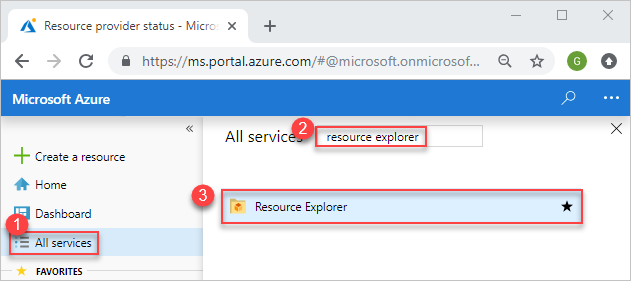 Resource provider status - Micros
https://ms.portal.azure.com/#@microsoft.onmicrosof...
G
Microsoft Azure
All services
2
resource explorer
Create a resource
Home
Dashboard
1
All services
FAVORITES
3
Resource Explorer